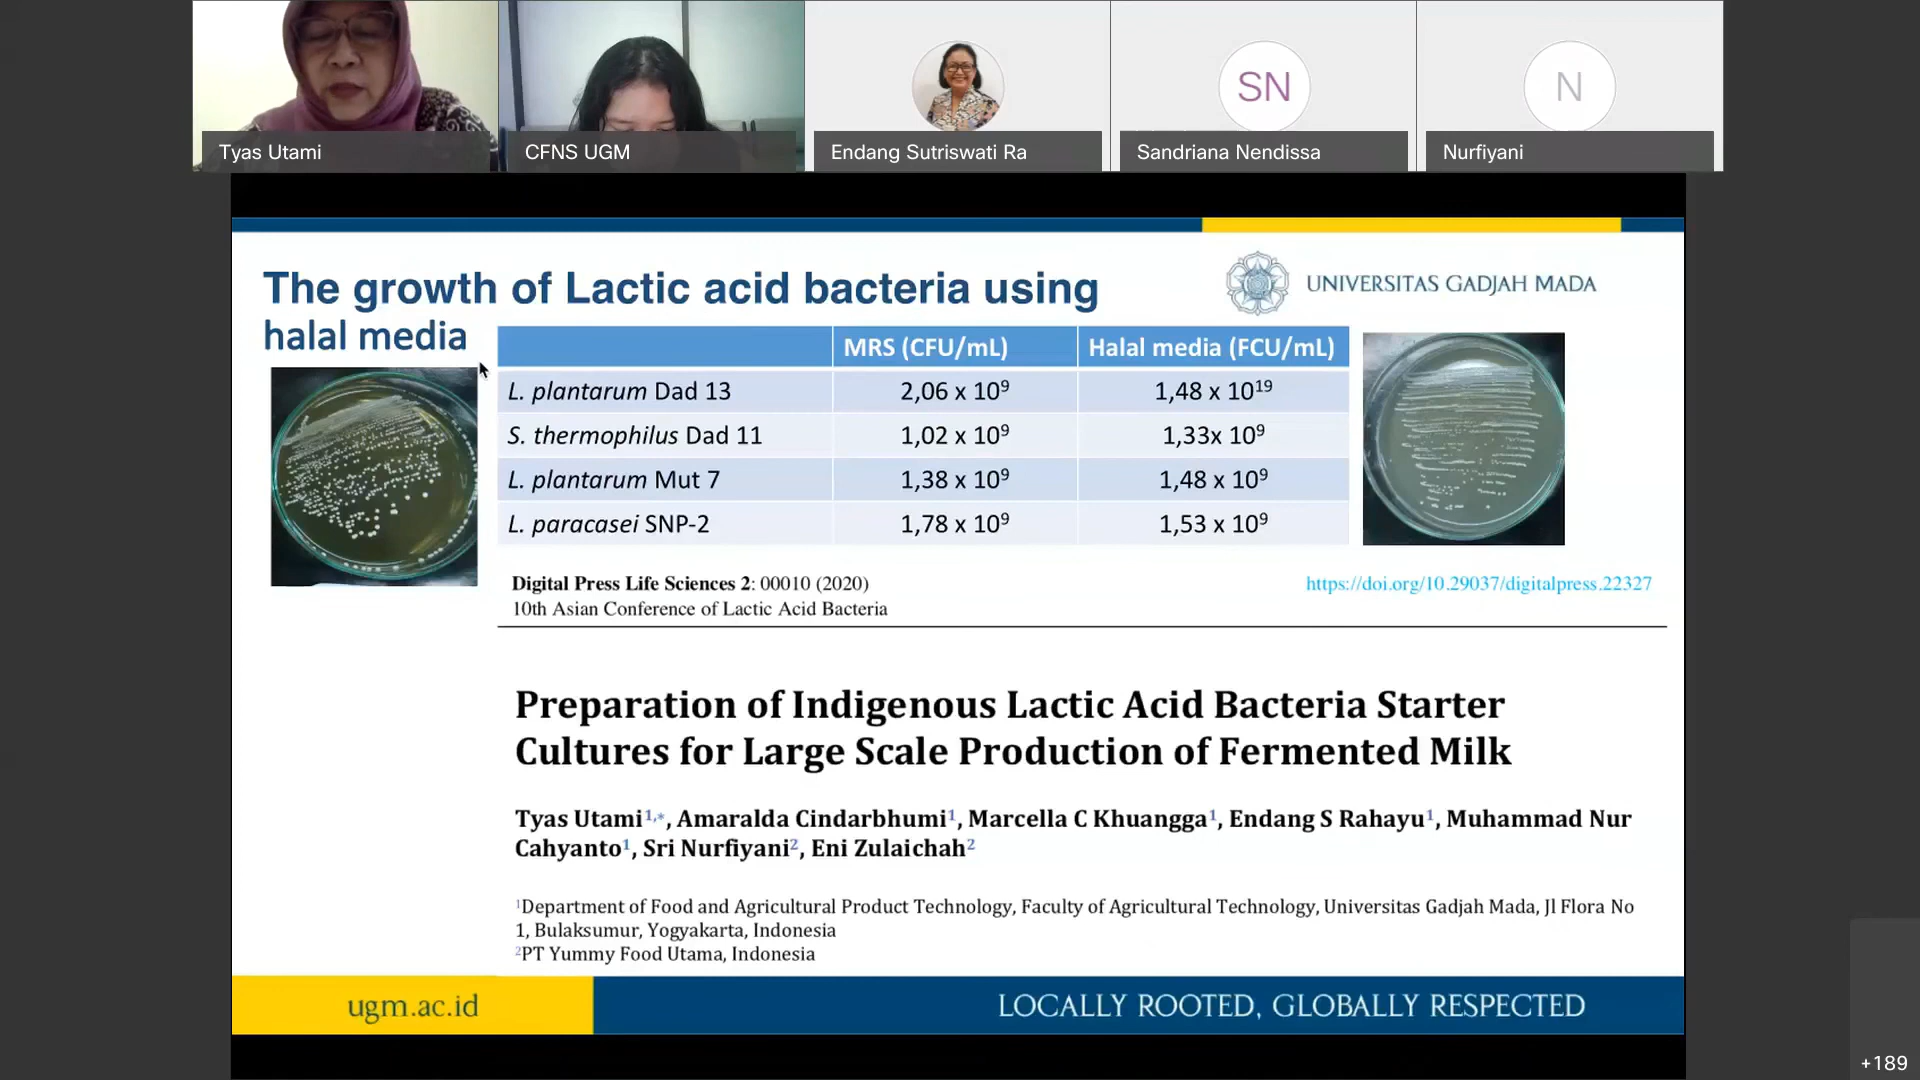 SN
N
Tyas Utami
CFNS UGM
Endang Sutriswati Ra
Sandriana Nendissa
Nurfiyani
The growth of Lactic acid bacteria using
halal media
UNIVERSITAS GADJAH MADA
MRS (CFU/mL) Halal media (FCU/mL)
L. plantarum Dad 13 2,06 x 10⁹ 1,48 x 10¹⁹
S. thermophilus Dad 11 1,02 x 10⁹ 1,33x 10⁹
L. plantarum Mut 7 1,38 x 10⁹ 1,48 x 10⁹
L. paracasei SNP-2 1,78 x 10⁹ 1,53 x 10⁹
Digital Press Life Sciences 2: 00010 (2020) https://doi.org/10.29037/digitalpress.22327
10th Asian Conference of Lactic Acid Bacteria
Preparation of Indigenous Lactic Acid Bacteria Starter
Cultures for Large Scale Production of Fermented Milk
Tyas Utami¹,*, Amaralda Cindarbhumi¹, Marcella C Khuangga¹, Endang S Rahayu¹, Muhammad Nur
Cahyanto¹, Sri Nurfiyani², Eni Zulaichah²
¹Department of Food and Agricultural Product Technology, Faculty of Agricultural Technology, Universitas Gadjah Mada, Jl Flora No
1, Bulaksumur, Yogyakarta, Indonesia
²PT Yummy Food Utama, Indonesia
ugm.ac.id
LOCALLY ROOTED, GLOBALLY RESPECTED
+189